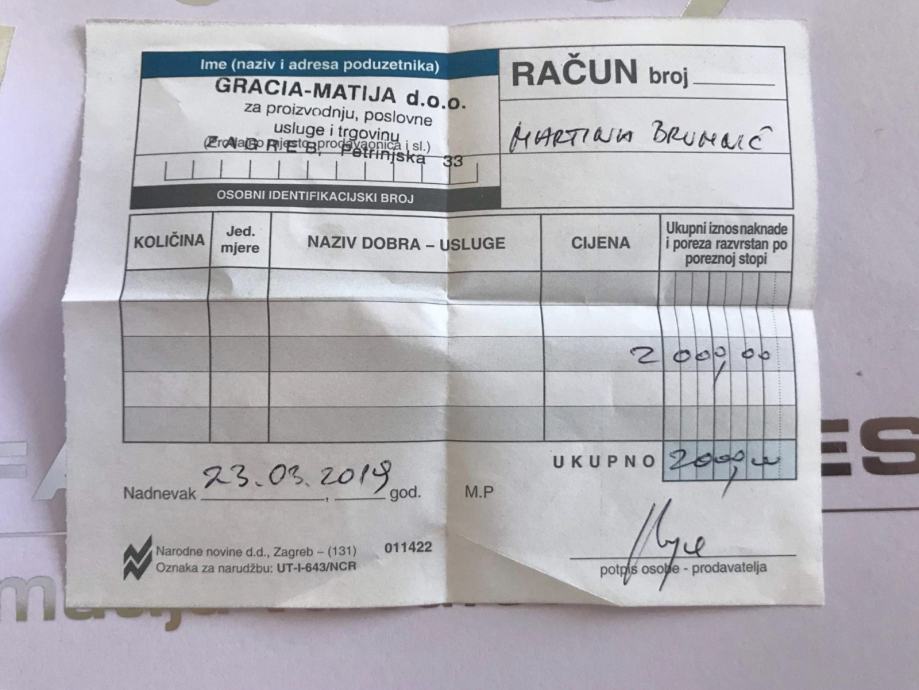 Ime (naziv i adresa poduzetnika)
GRACIA-MATIJA d.o.o.
za proizvodnju, poslovne
usluge i trgovinu
ZAGREB, Petrinjska 33
OSOBNI IDENTIFIKACIJSKI BROJ
RAČUN broj
MARTINA
KOLIČINA
Jed.
mjere
NAZIV DOBRA – USLUGE
CIJENA
Ukupni iznos naknade
i poreza razvrstan po
poreznoj stopi
2 000,00
UKUPNO 2000,00
Nadnevak 23.03.2019 , god.
M.P
Narodne novine d.d., Zagreb – (131) 011422
Oznaka za narudžbu: UT-I-643/NCR
potpis osobe - prodavatelja
ES